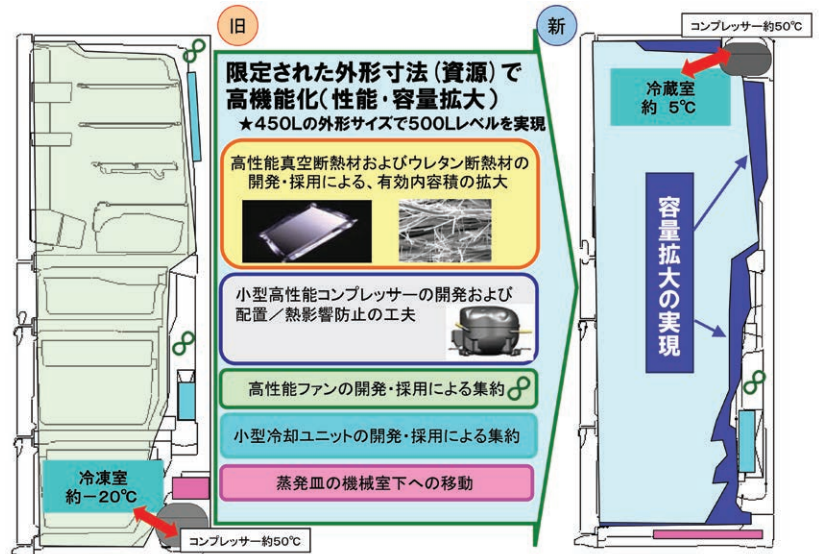 旧
新
コンプレッサー約50℃
限定された外形寸法(資源)で
高機能化(性能・容量拡大)
★450Lの外形サイズで500Lレベルを実現
冷蔵室
約 5℃
高性能真空断熱材およびウレタン断熱材の
開発・採用による、有効内容積の拡大
容量拡大の実現
小型高性能コンプレッサーの開発および
配置/熱影響防止の工夫
高性能ファンの開発・採用による集約
小型冷却ユニットの開発・採用による集約
蒸発皿の機械室下への移動
冷凍室
約-20℃
コンプレッサー約50℃